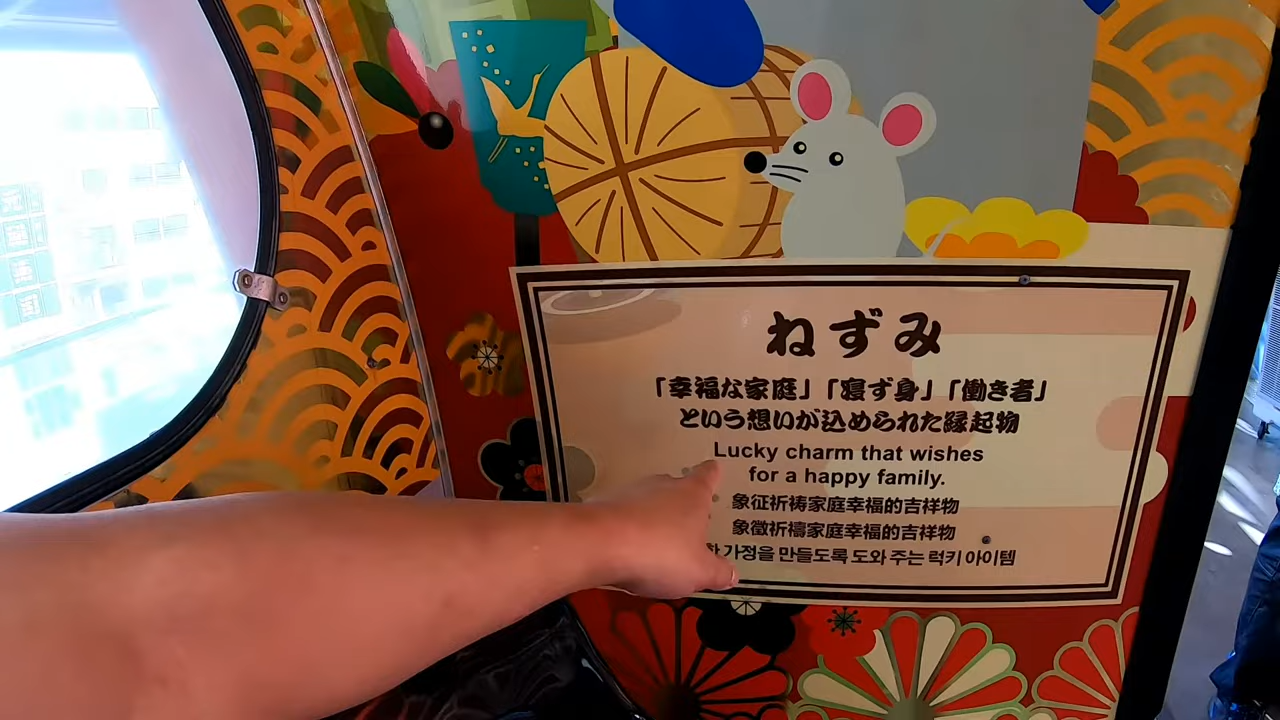 ねずみ
「幸福な家庭」「寝ず身」「働き者」
という想いが込められた縁起物
Lucky charm that wishes
for a happy family.
象征祈祷家庭幸福的吉祥物
象徵祈禱家庭幸福的吉祥物
가정을 만들도록 도와 주는 럭키 아이템